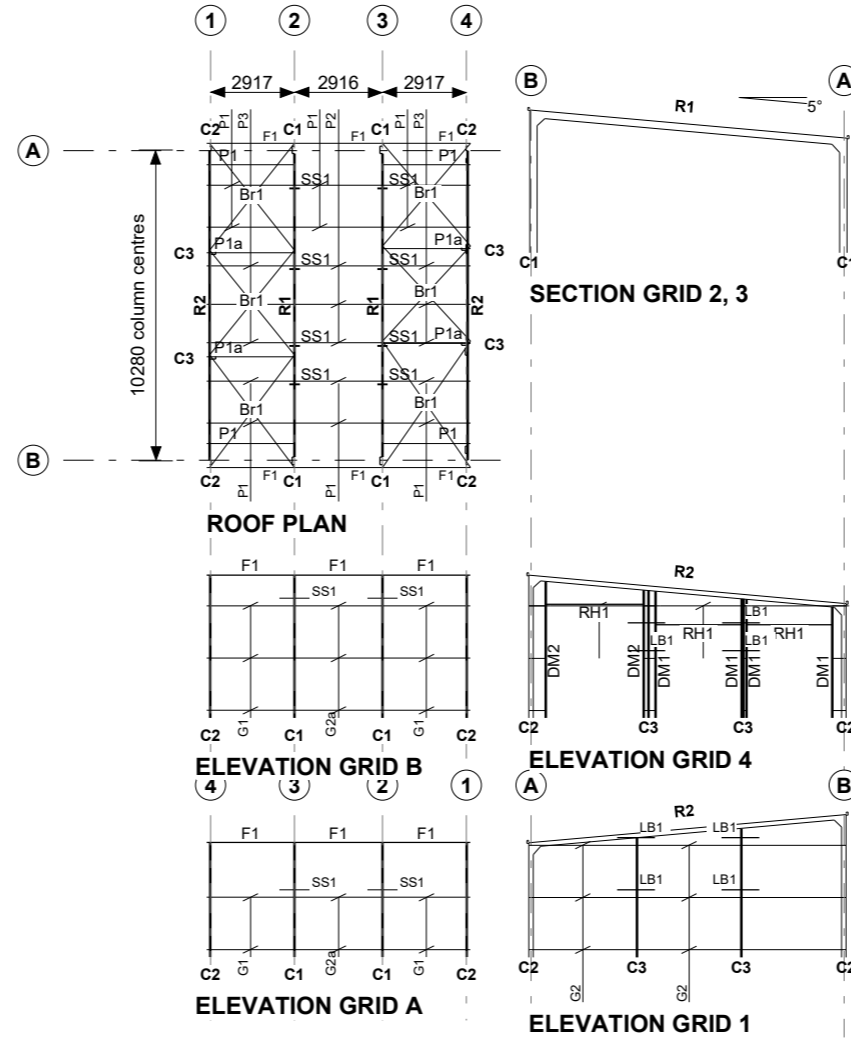 1 2 3 4
2917 2916 2917
P1 P3 P1 P2 P1 P3
C2 F1 C1 F1 C1 F1 C2
A
P1 P1
SS1 SS1
Br1 Br1
C3 P1a P1a C3
SS1 SS1
10280 column centres
R2 Br1 R1 R1 Br1 R2
C3 P1a SS1 SS1 P1a C3
SS1 SS1
Br1 Br1
P1 P1
B
C2 P1 F1 C1 P1 F1 C1 P1 F1 C2
ROOF PLAN
B A
R1
5°
C1 C1
SECTION GRID 2, 3
F1 F1 F1
SS1 SS1
G1 G2a G1
C2 C1 C1 C2
ELEVATION GRID B
R2
RH1 RH1 RH1
LB1 LB1
LB1
DM2 DM2 DM1 DM1 DM1 DM1
C2 C3 C3 C2
ELEVATION GRID 4
4 3 2 1
F1 F1 F1
SS1 SS1
G1 G2a G1
C2 C1 C1 C2
ELEVATION GRID A
A B
R2
LB1 LB1
LB1 LB1
C2 C3 C3 C2
G2 G2
ELEVATION GRID 1